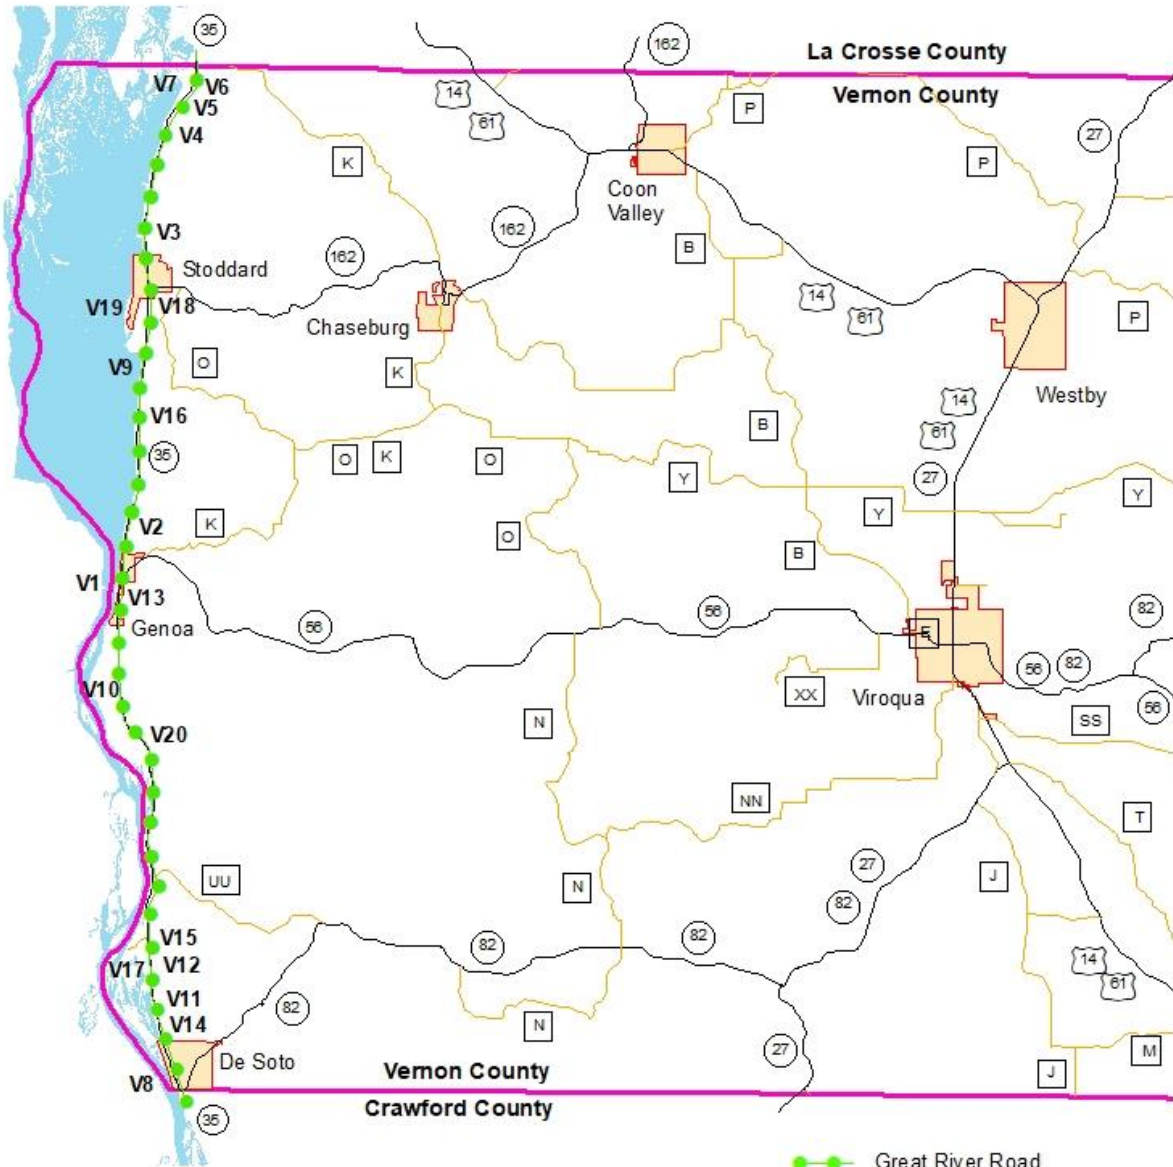 35
162
La Crosse County
V7
V6
14
Vernon County
V5
P
61
V4
27
K
P
Coon
Valley
V3
162
B
162
Stoddard
14
V19
V18
61
P
Chaseburg
O
V9
K
Westby
14
V16
B
61
35
O
K
O
27
Y
Y
K
Y
V2
O
B
V1
V13
82
Genoa
56
56
E
56
82
V10
XX
Viroqua
56
N
SS
V20
NN
T
27
UU
J
N
82
V15
82
82
V17
V12
14
61
V11
82
V14
N
27
M
De Soto
Vernon County
J
V8
Crawford County
35
Great River Road